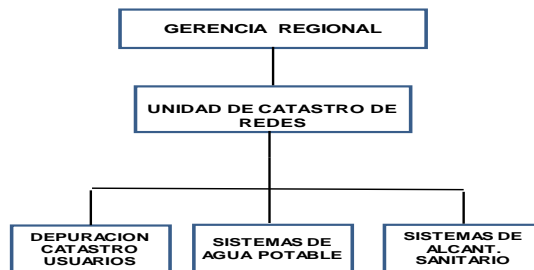 GERENCIA REGIONAL
UNIDAD DE CATASTRO DE
REDES
DEPURACION
CATASTRO
USUARIOS
SISTEMAS DE
AGUA POTABLE
SISTEMAS DE
ALCANT.
SANITARIO